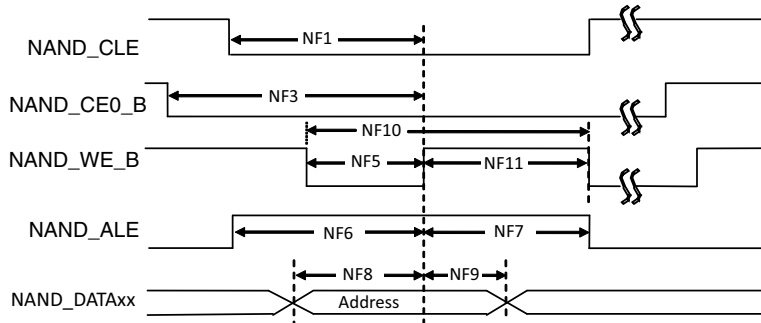 NAND_CLE
NF1
NAND_CE0_B
NF3
NF10
NAND_WE_B
NF5
NF11
NAND_ALE
NF6
NF7
NF8
NF9
NAND_DATAxx
Address